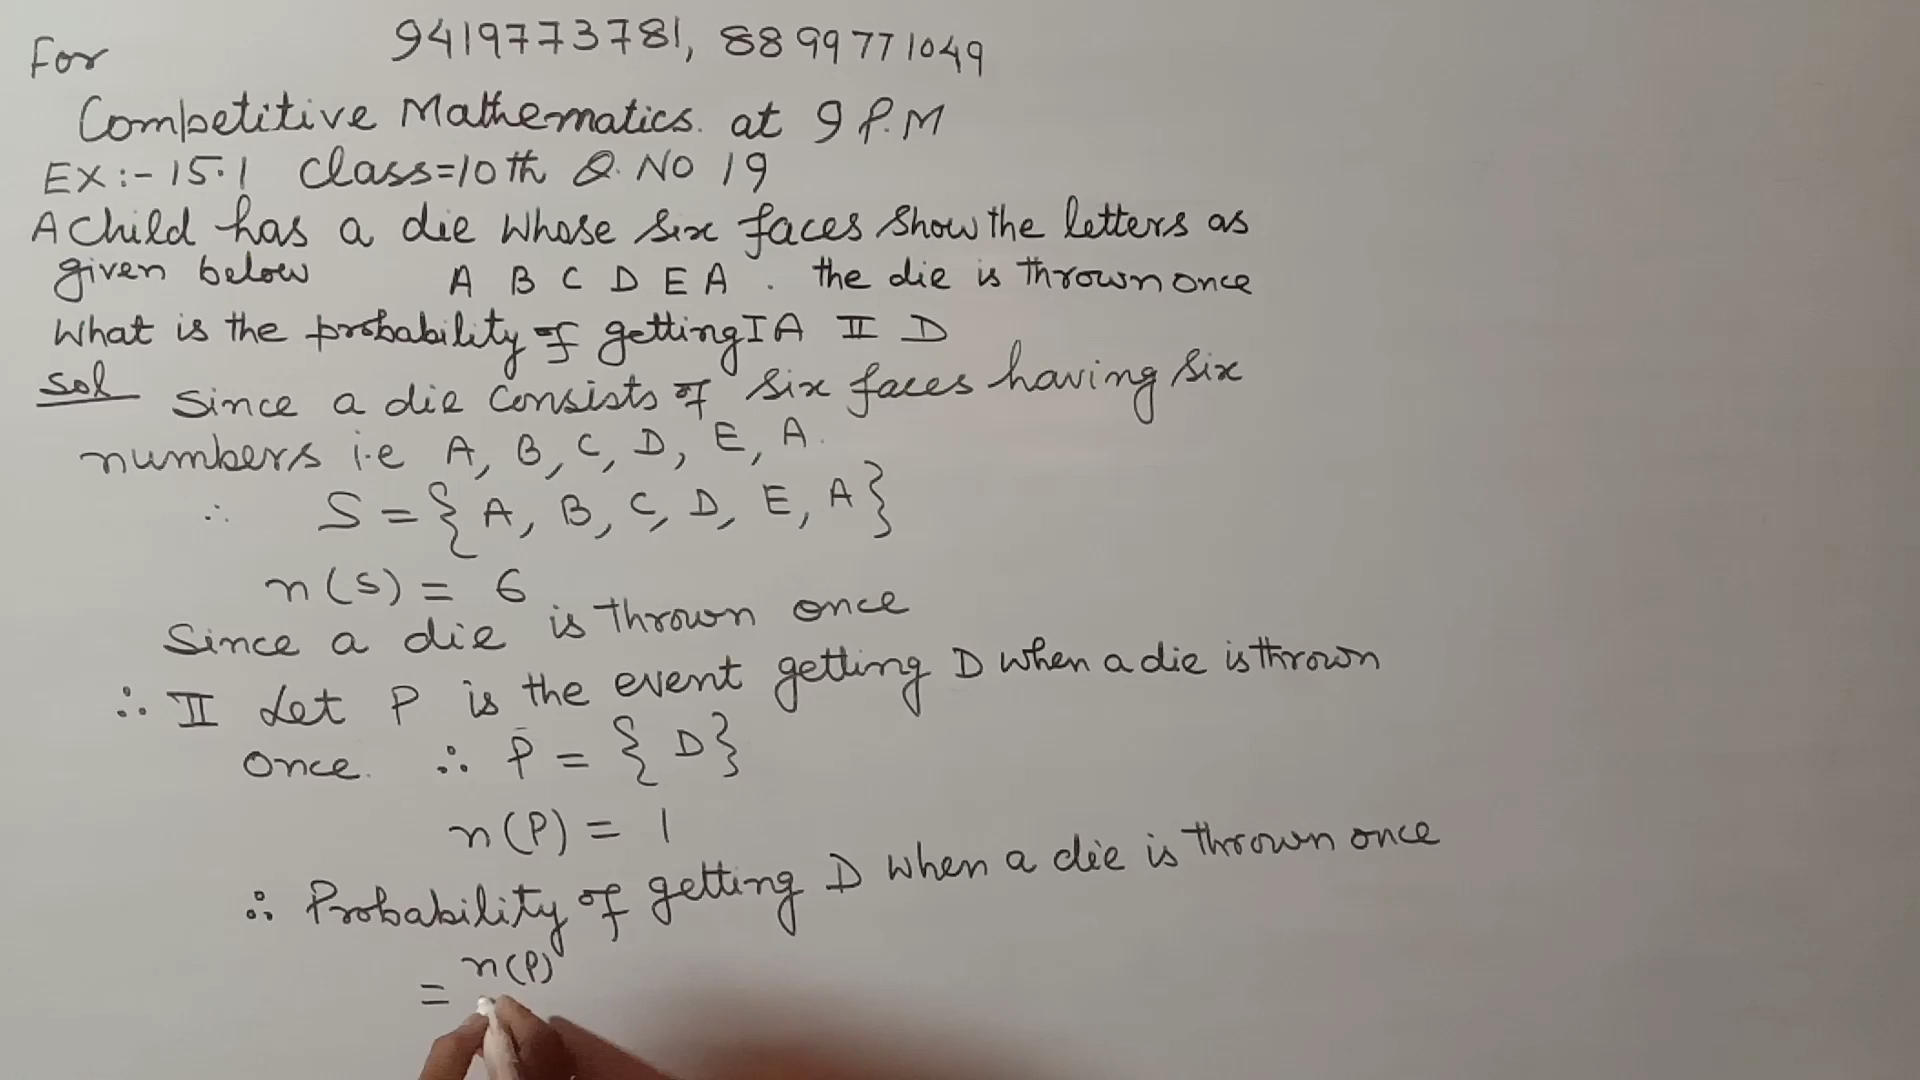 For 9419773781, 8899771049
Competitive Mathematics. at 9 P.M
EX:-15.1 Class=10th Q. NO 19
A Child has a die whose six faces show the letters as
given below A B C D E A . the die is thrown once
What is the probability of getting I A II D
Sol Since a die consists of six faces having six
numbers i.e A, B, C, D, E, A.
∴ S = { A, B, C, D, E, A }
n(S) = 6
Since a die is thrown once
∴ II Let P is the event getting D when a die is thrown
once. ∴ P = { D }
n(P) = 1
∴ Probability of getting D when a die is thrown once
= n(P)